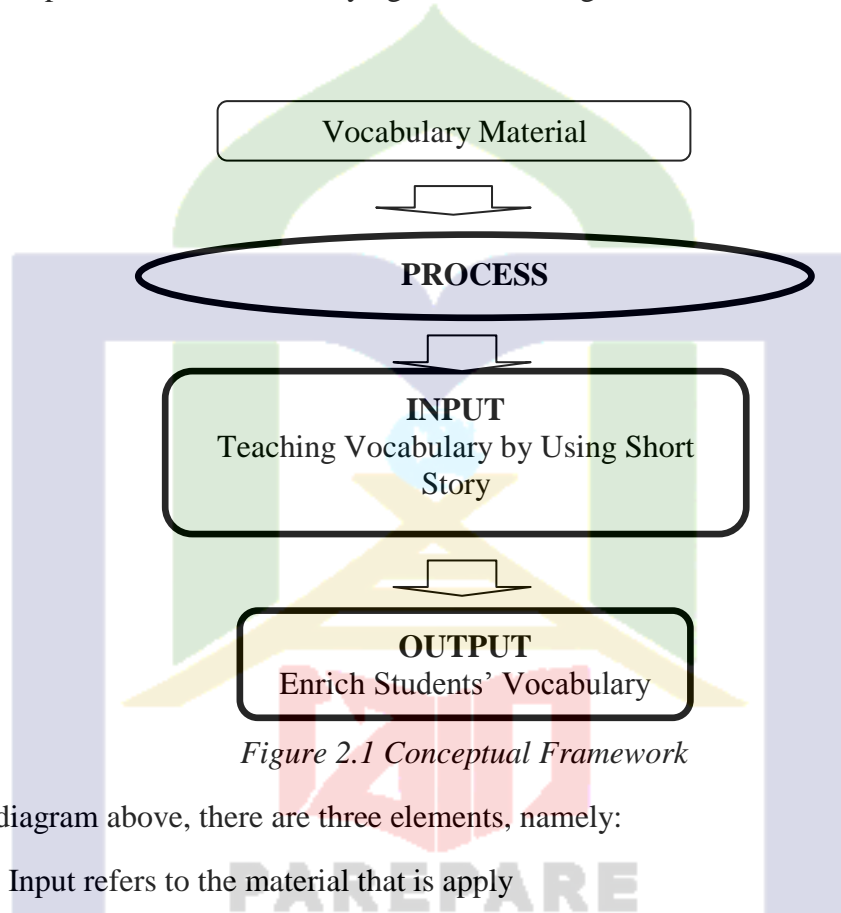 Vocabulary Material
PROCESS
INPUT
Teaching Vocabulary by Using Short
Story
OUTPUT
Enrich Students' Vocabulary
Figure 2.1 Conceptual Framework
diagram above, there are three elements, namely:
Input refers to the material that is apply
PAREPARE